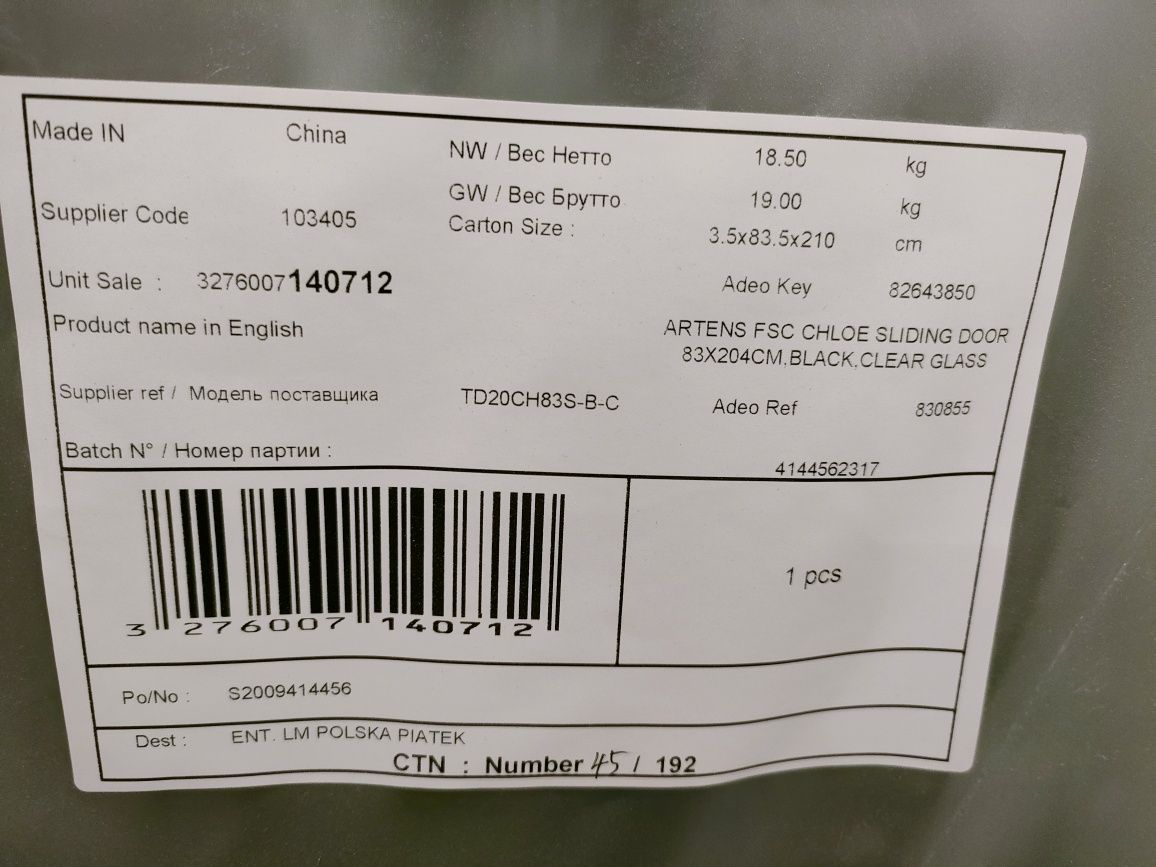 Made IN China
NW / Вес Нетто 18.50 kg
GW / Вес Брутто 19.00 kg
Supplier Code 103405
Carton Size : 3.5x83.5x210 cm
Unit Sale : 3276007140712
Adeo Key 82643850
Product name in English
ARTENS FSC CHLOE SLIDING DOOR
83X204CM,BLACK,CLEAR GLASS
Supplier ref / Модель поставщика TD20CH83S-B-C
Adeo Ref 830855
Batch N° / Номер партии : 4144562317
3 276007 140712
1 pcs
Po/No : S2009414456
Dest : ENT. LM POLSKA PIATEK
CTN : Number 45 / 192